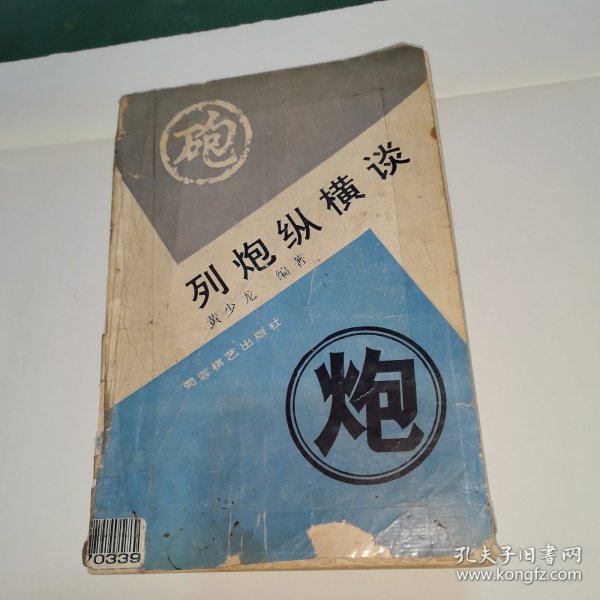 砲
列炮纵横谈
黄少龙 编著
蜀蓉棋艺出版社
炮
70339
孔夫子旧书网
www.kongfz.com